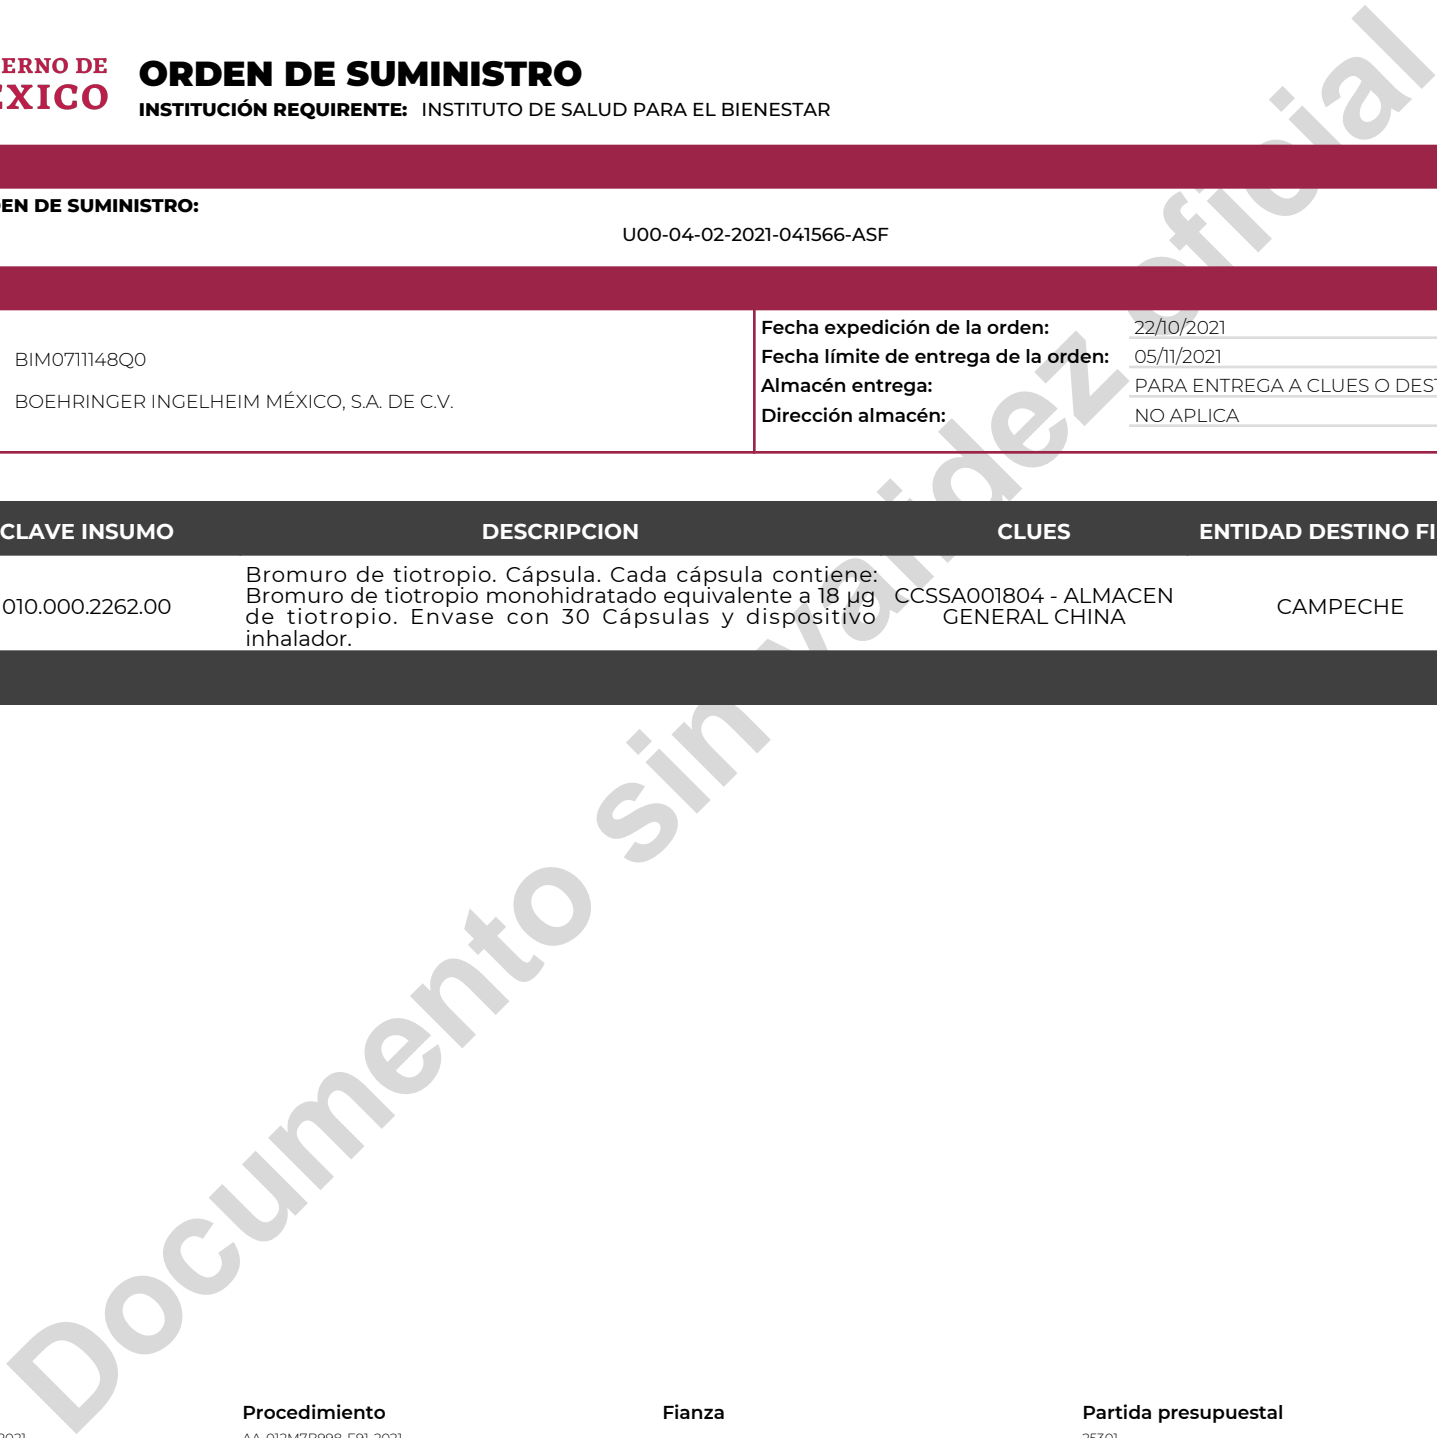 ERNO DE
ÉXICO
ORDEN DE SUMINISTRO
INSTITUCIÓN REQUIRENTE: INSTITUTO DE SALUD PARA EL BIENESTAR
EN DE SUMINISTRO:
U00-04-02-2021-041566-ASF
BIM0711148Q0
BOEHRINGER INGELHEIM MÉXICO, S.A. DE C.V.
Fecha expedición de la orden: 22/10/2021
Fecha límite de entrega de la orden: 05/11/2021
Almacén entrega: PARA ENTREGA A CLUES O DEST
Dirección almacén: NO APLICA
CLAVE INSUMO DESCRIPCION CLUES ENTIDAD DESTINO FI
010.000.2262.00
Bromuro de tiotropio. Cápsula. Cada cápsula contiene:
Bromuro de tiotropio monohidratado equivalente a 18 µg
de tiotropio. Envase con 30 Cápsulas y dispositivo
inhalador.
CCSSA001804 - ALMACEN
GENERAL CHINA
CAMPECHE
Documento sin validez oficial
Procedimiento Fianza Partida presupuestal